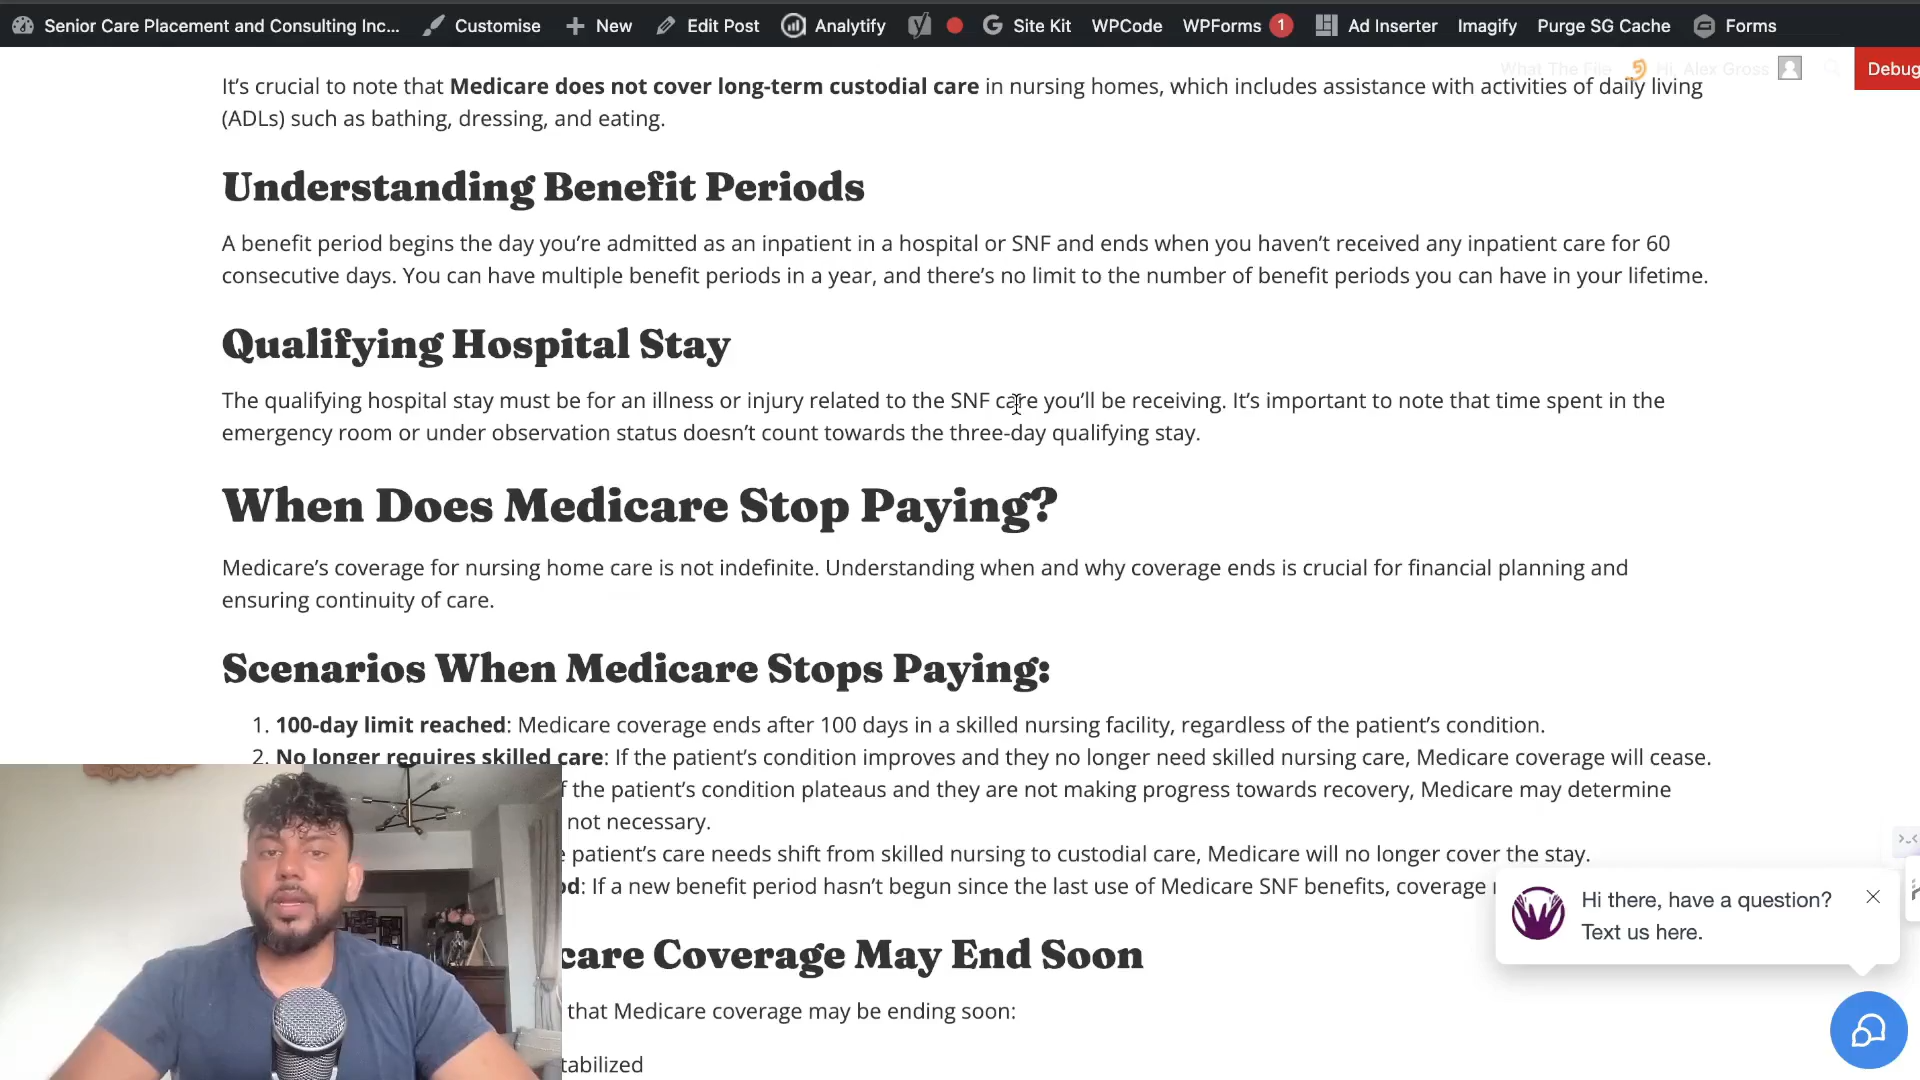 Senior Care Placement and Consulting Inc... Customise New Edit Post Analytify Site Kit WPCode WPForms 1 Ad Inserter Imagify Purge SG Cache Forms
What The File Hi, Alex Gross Debug
It’s crucial to note that Medicare does not cover long-term custodial care in nursing homes, which includes assistance with activities of daily living
(ADLs) such as bathing, dressing, and eating.
Understanding Benefit Periods
A benefit period begins the day you’re admitted as an inpatient in a hospital or SNF and ends when you haven’t received any inpatient care for 60
consecutive days. You can have multiple benefit periods in a year, and there’s no limit to the number of benefit periods you can have in your lifetime.
Qualifying Hospital Stay
The qualifying hospital stay must be for an illness or injury related to the SNF care you’ll be receiving. It’s important to note that time spent in the
emergency room or under observation status doesn’t count towards the three-day qualifying stay.
When Does Medicare Stop Paying?
Medicare’s coverage for nursing home care is not indefinite. Understanding when and why coverage ends is crucial for financial planning and
ensuring continuity of care.
Scenarios When Medicare Stops Paying:
1. 100-day limit reached: Medicare coverage ends after 100 days in a skilled nursing facility, regardless of the patient’s condition.
2. No longer requires skilled care: If the patient’s condition improves and they no longer need skilled nursing care, Medicare coverage will cease.
f the patient’s condition plateaus and they are not making progress towards recovery, Medicare may determine
not necessary.
e patient’s care needs shift from skilled nursing to custodial care, Medicare will no longer cover the stay.
od: If a new benefit period hasn’t begun since the last use of Medicare SNF benefits, coverage
Hi there, have a question?
Text us here.
care Coverage May End Soon
that Medicare coverage may be ending soon:
tabilized